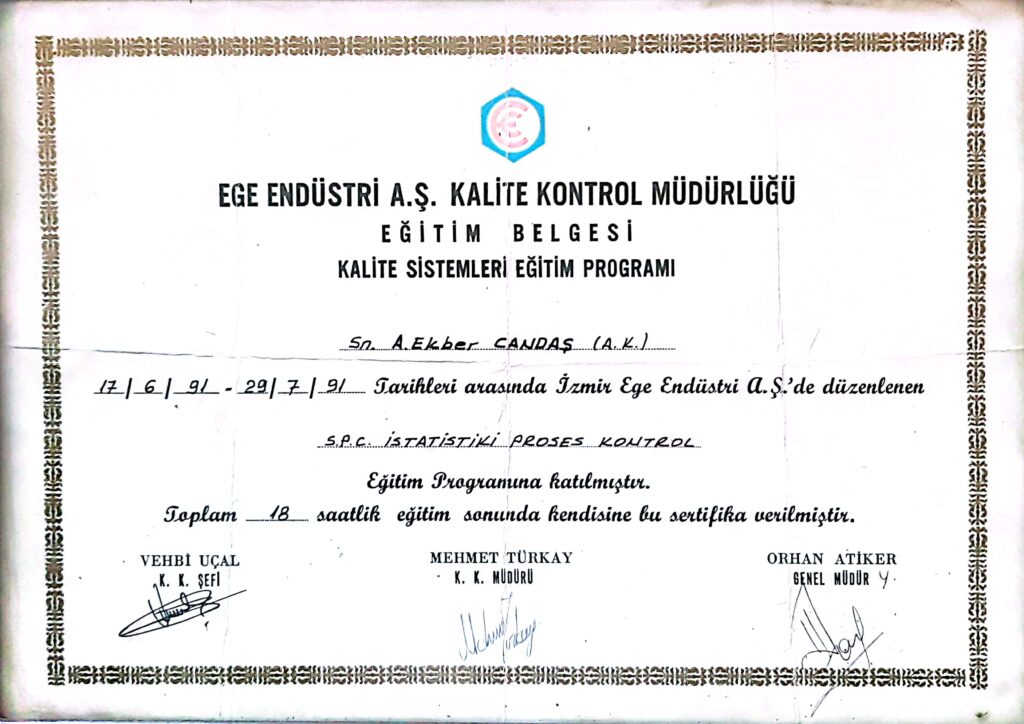 EGE ENDÜSTRİ A.Ş. KALİTE KONTROL MÜDÜRLÜĞÜ
EĞİTİM BELGESİ
KALİTE SİSTEMLERİ EĞİTİM PROGRAMI
Sn. A. Ekber CANDAŞ (A.K.)
17/6/91 - 29/7/91 Tarihleri arasında İzmir Ege Endüstri A.Ş.'de düzenlenen
S.P.C. İSTATİSTİKİ PROSES KONTROL
Eğitim Programına katılmıştır.
Toplam 18 saatlik eğitim sonunda kendisine bu sertifika verilmiştir.
VEHBİ UÇAL MEHMET TÜRKAY ORHAN ATİKER
K. K. ŞEFİ K. K. MÜDÜRÜ GENEL MÜDÜR Y.